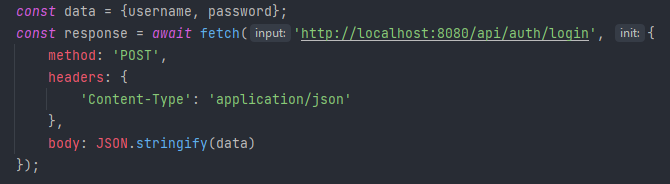 const data = {username, password};
const response = await fetch( input: 'http://localhost:8080/api/auth/login', init: {
    method: 'POST',
    headers: {
        'Content-Type': 'application/json'
    },
    body: JSON.stringify(data)
});